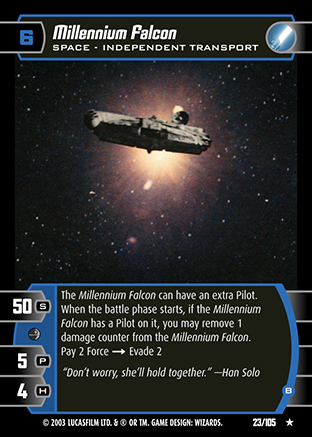 6 Millennium Falcon
SPACE - INDEPENDENT TRANSPORT
50 S
5 P
4 H
The Millennium Falcon can have an extra Pilot.
When the battle phase starts, if the Millennium
Falcon has a Pilot on it, you may remove 1
damage counter from the Millennium Falcon.
Pay 2 Force → Evade 2
“Don’t worry, she’ll hold together.” —Han Solo
B
© 2003 LUCASFILM LTD. & ® OR TM. GAME DESIGN: WIZARDS. 23/105 ★